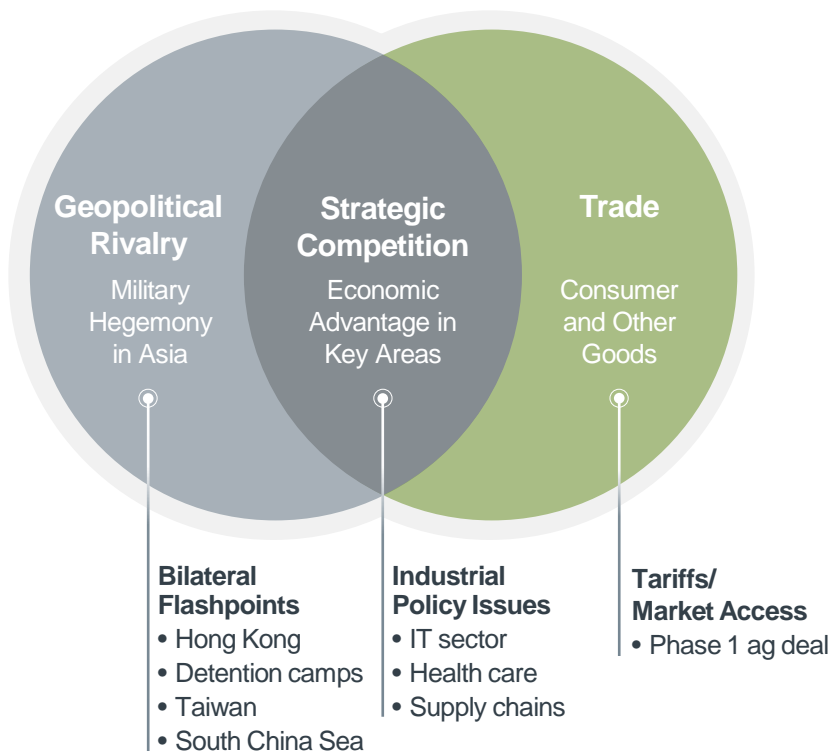 Geopolitical
Rivalry
Military
Hegemony
in Asia
Strategic
Competition
Economic
Advantage in
Key Areas
Trade
Consumer
and Other
Goods
Bilateral
Flashpoints
• Hong Kong
• Detention camps
• Taiwan
• South China Sea
Industrial
Policy Issues
• IT sector
• Health care
• Supply chains
Tariffs/
Market Access
• Phase 1 ag deal